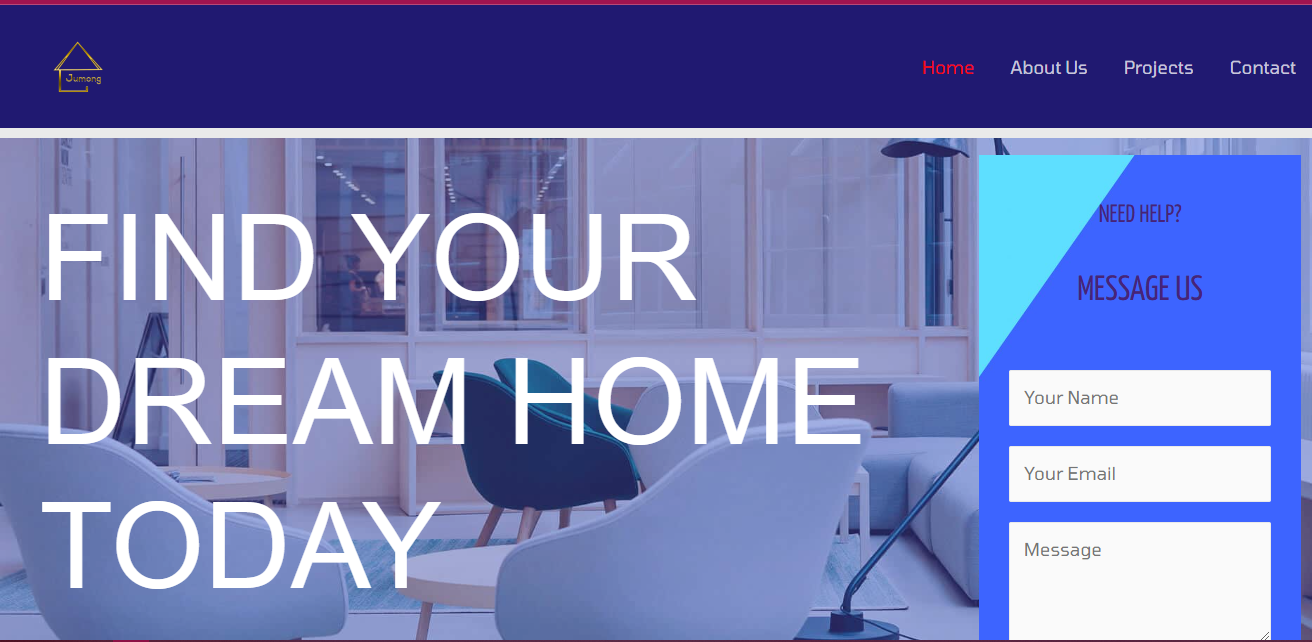 Jumong
Home About Us Projects Contact
FIND YOUR
DREAM HOME
TODAY
NEED HELP?
MESSAGE US
Your Name
Your Email
Message